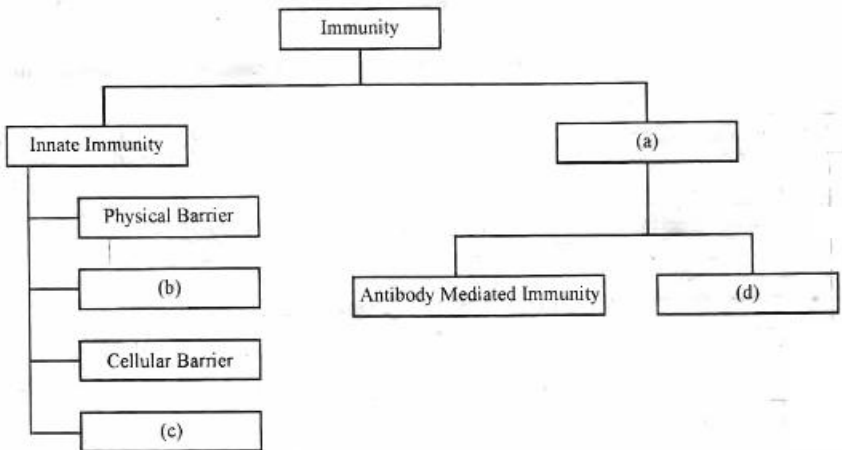 Immunity
Innate Immunity
(a)
Physical Barrier
(b)
Antibody Mediated Immunity
(d)
Cellular Barrier
(c)